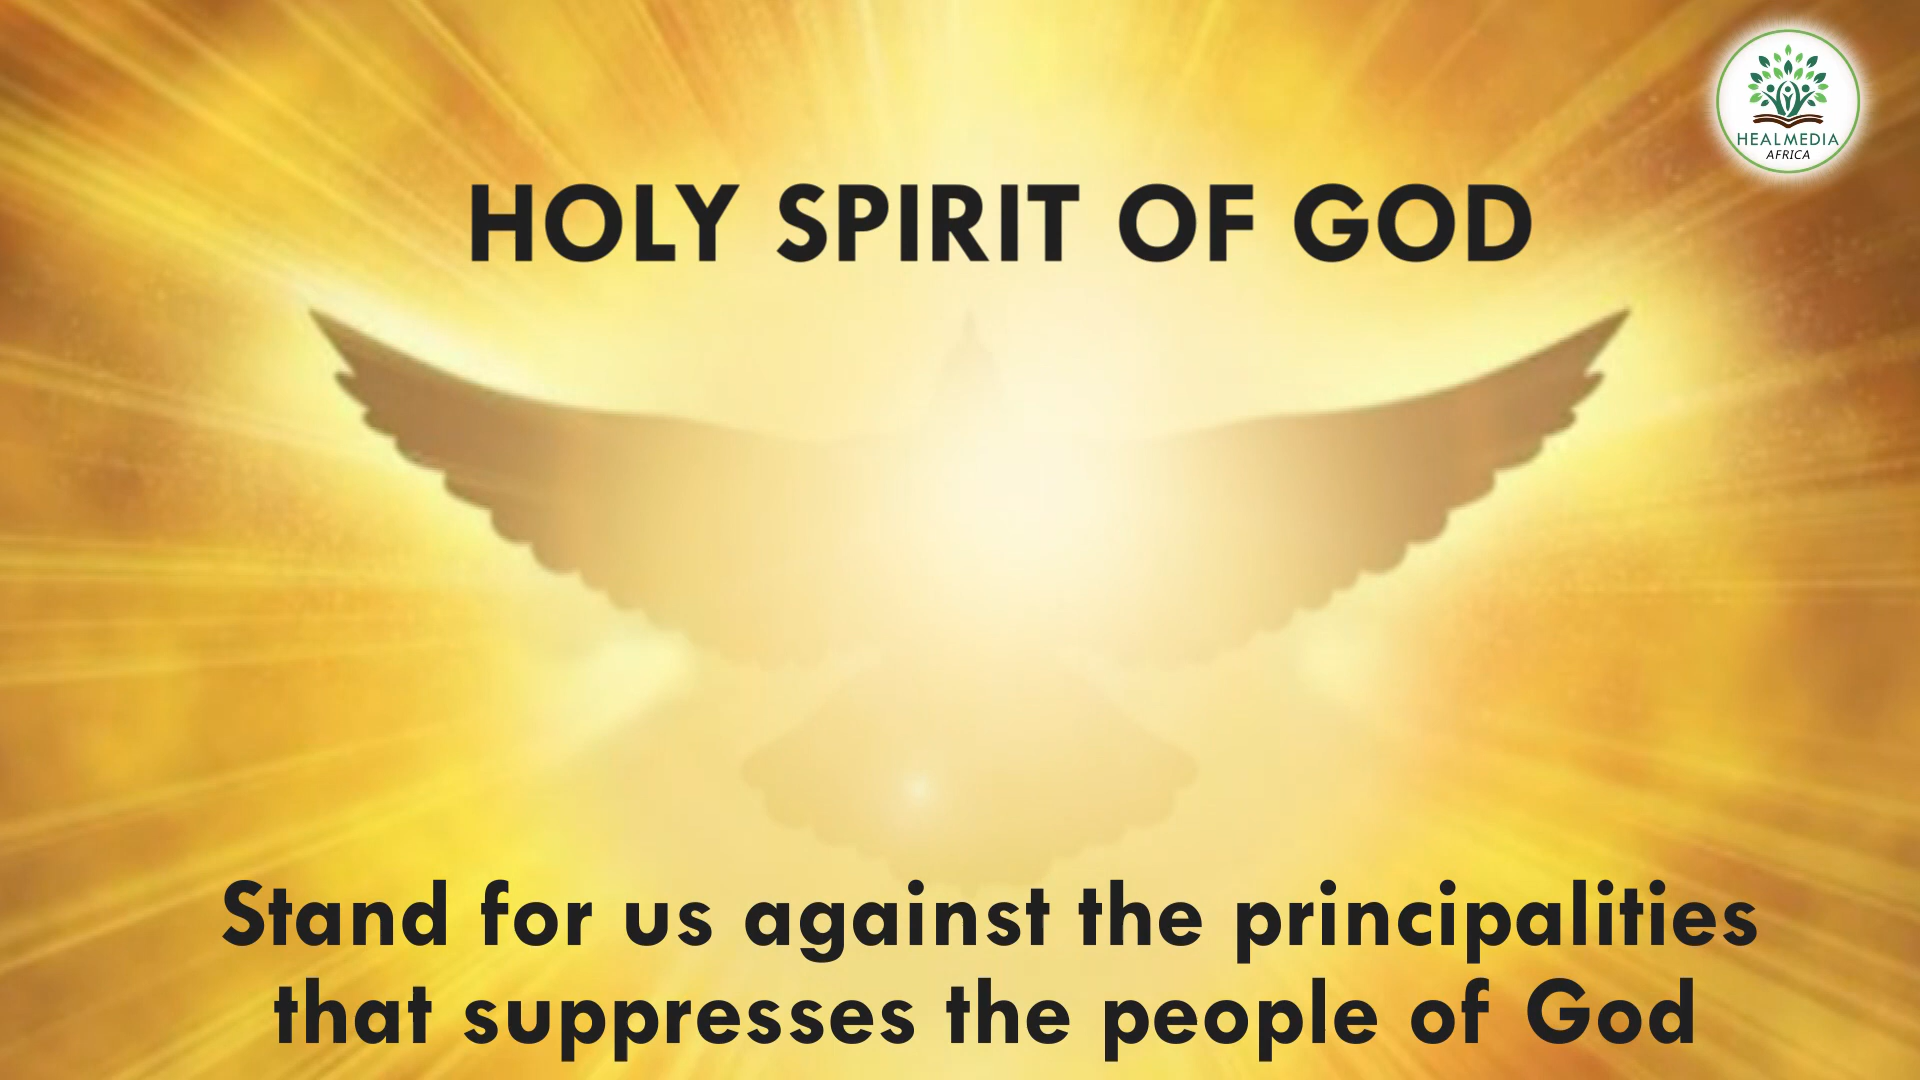 HEALMEDIA
AFRICA
HOLY SPIRIT OF GOD
Stand for us against the principalities
that suppresses the people of God